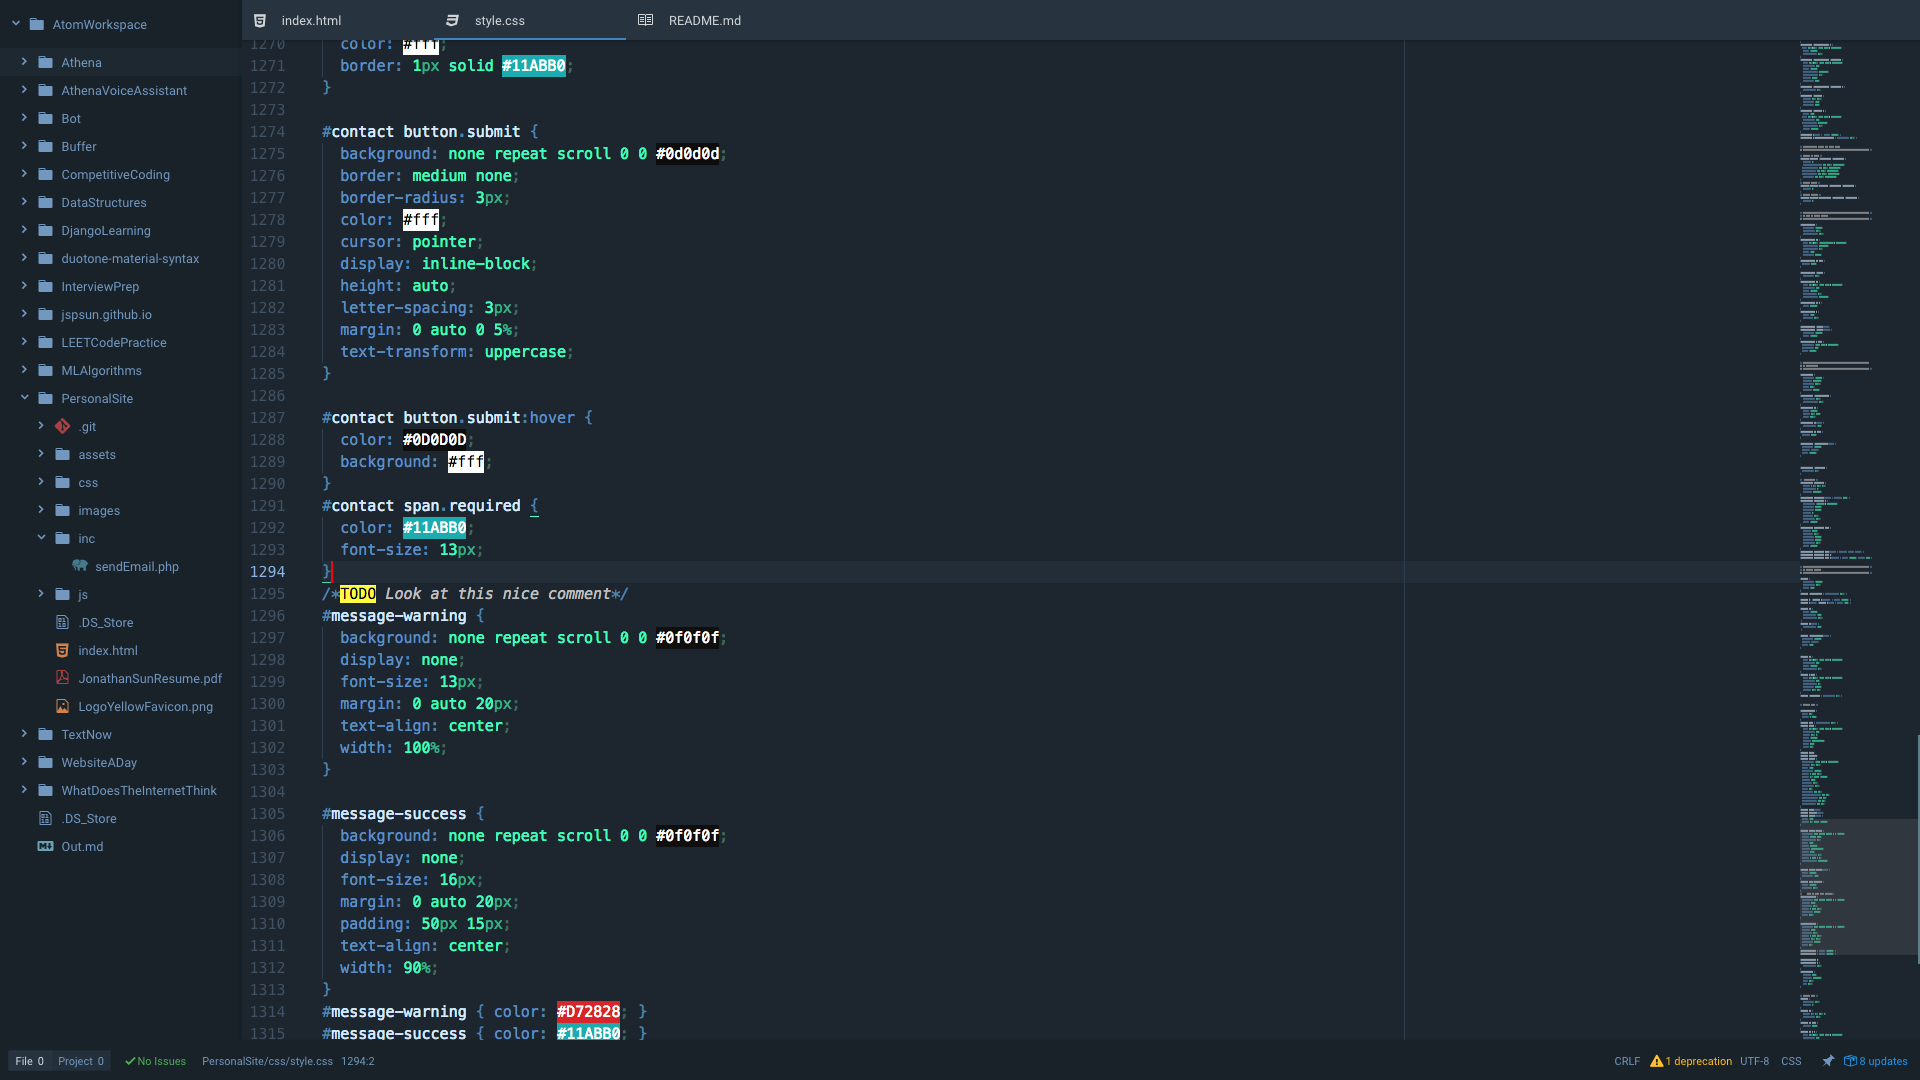 AtomWorkspace
Athena
AthenaVoiceAssistant
Bot
Buffer
CompetitiveCoding
DataStructures
DjangoLearning
duotone-material-syntax
InterviewPrep
jspsun.github.io
LEETCodePractice
MLAlgorithms
PersonalSite
.git
assets
css
images
inc
sendEmail.php
js
.DS_Store
index.html
JonathanSunResume.pdf
LogoYellowFavicon.png
TextNow
WebsiteADay
WhatDoesTheInternetThink
.DS_Store
Out.md
index.html
style.css
README.md
1270 color: #fff;
1271 border: 1px solid #11ABB0;
1272 }
1273
1274 #contact button.submit {
1275 background: none repeat scroll 0 0 #0d0d0d;
1276 border: medium none;
1277 border-radius: 3px;
1278 color: #fff;
1279 cursor: pointer;
1280 display: inline-block;
1281 height: auto;
1282 letter-spacing: 3px;
1283 margin: 0 auto 0 5%;
1284 text-transform: uppercase;
1285 }
1286
1287 #contact button.submit:hover {
1288 color: #0D0D0D;
1289 background: #fff;
1290 }
1291 #contact span.required {
1292 color: #11ABB0;
1293 font-size: 13px;
1294 }
1295 /*TODO Look at this nice comment*/
1296 #message-warning {
1297 background: none repeat scroll 0 0 #0f0f0f;
1298 display: none;
1299 font-size: 13px;
1300 margin: 0 auto 20px;
1301 text-align: center;
1302 width: 100%;
1303 }
1304
1305 #message-success {
1306 background: none repeat scroll 0 0 #0f0f0f;
1307 display: none;
1308 font-size: 16px;
1309 margin: 0 auto 20px;
1310 padding: 50px 15px;
1311 text-align: center;
1312 width: 90%;
1313 }
1314 #message-warning { color: #D72828; }
1315 #message-success { color: #11ABB0; }
File 0 Project 0 No Issues PersonalSite/css/style.css 1294:2 CRLF 1 deprecation UTF-8 CSS 8 updates